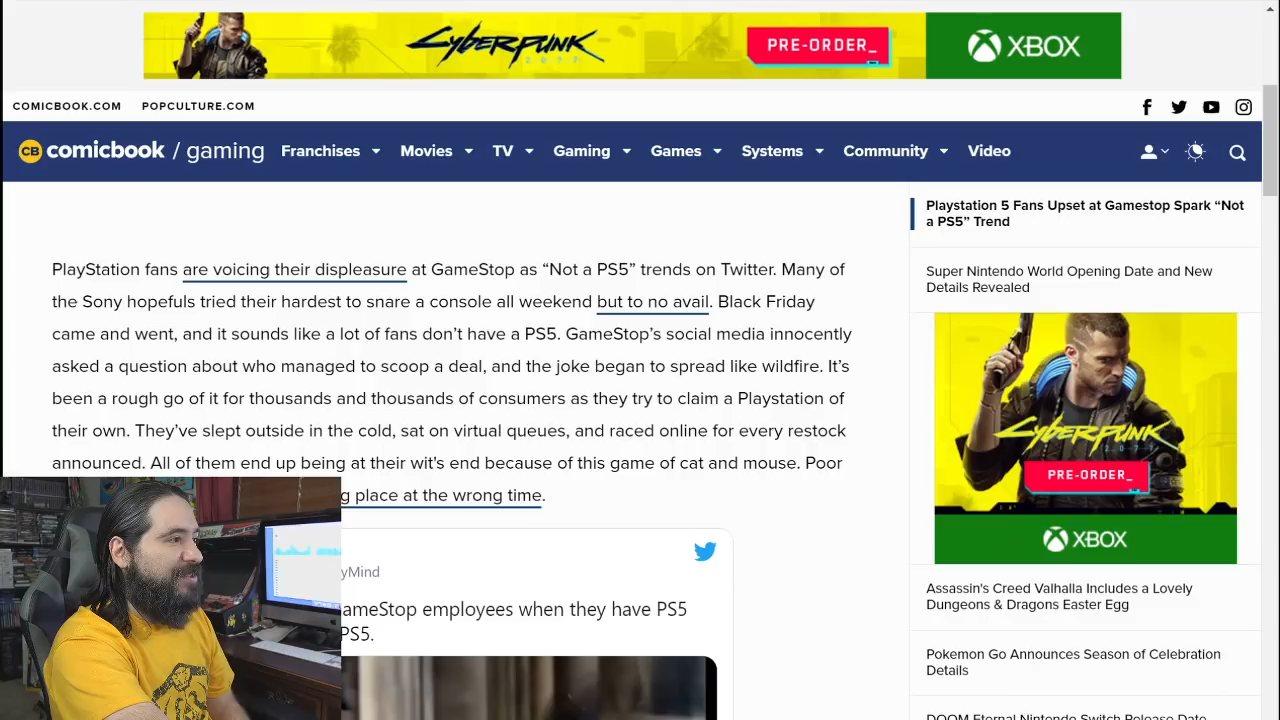 CYBERPUNK
2077
PRE-ORDER_
XBOX
COMICBOOK.COM POPCULTURE.COM
CB comicbook / gaming Franchises Movies TV Gaming Games Systems Community Video
PlayStation fans are voicing their displeasure at GameStop as “Not a PS5” trends on Twitter. Many of
the Sony hopefuls tried their hardest to snare a console all weekend but to no avail. Black Friday
came and went, and it sounds like a lot of fans don’t have a PS5. GameStop’s social media innocently
asked a question about who managed to scoop a deal, and the joke began to spread like wildfire. It’s
been a rough go of it for thousands and thousands of consumers as they try to claim a Playstation of
their own. They’ve slept outside in the cold, sat on virtual queues, and raced online for every restock
announced. All of them end up being at their wit's end because of this game of cat and mouse. Poor
g place at the wrong time.
yMind
ameStop employees when they have PS5
PS5.
Playstation 5 Fans Upset at Gamestop Spark “Not
a PS5” Trend
Super Nintendo World Opening Date and New
Details Revealed
CYBERPUNK
2077
PRE-ORDER_
XBOX
Assassin's Creed Valhalla Includes a Lovely
Dungeons & Dragons Easter Egg
Pokemon Go Announces Season of Celebration
Details
DOOM Eternal Nintendo Switch Release Date